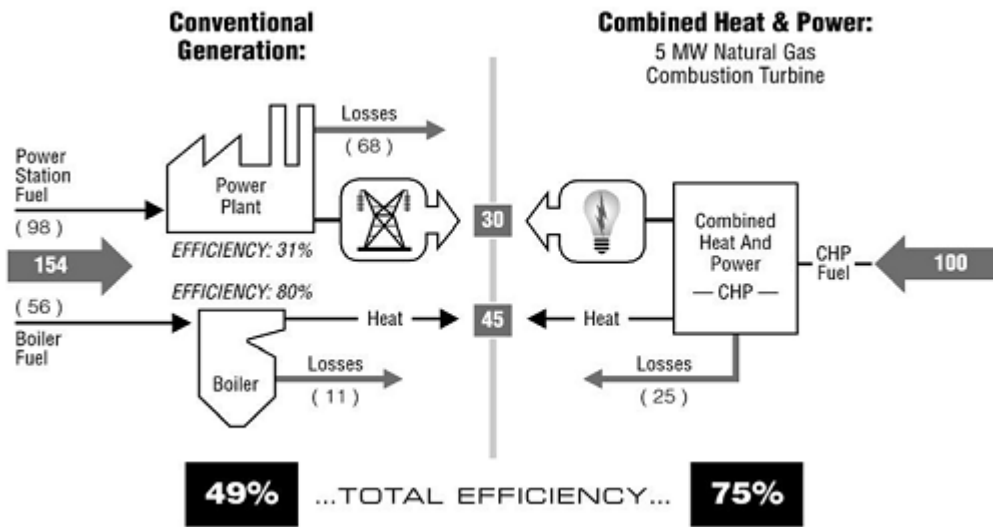 Conventional
Generation:
Combined Heat & Power:
5 MW Natural Gas
Combustion Turbine
Losses
( 68 )
Power
Station
Fuel
( 98 )
Power
Plant
EFFICIENCY: 31%
30
Combined
Heat And
Power
— CHP —
CHP
Fuel
100
154
EFFICIENCY: 80%
( 56 )
Boiler
Fuel
Heat
45
Heat
Boiler
Losses
( 11 )
Losses
( 25 )
49% ...TOTAL EFFICIENCY... 75%